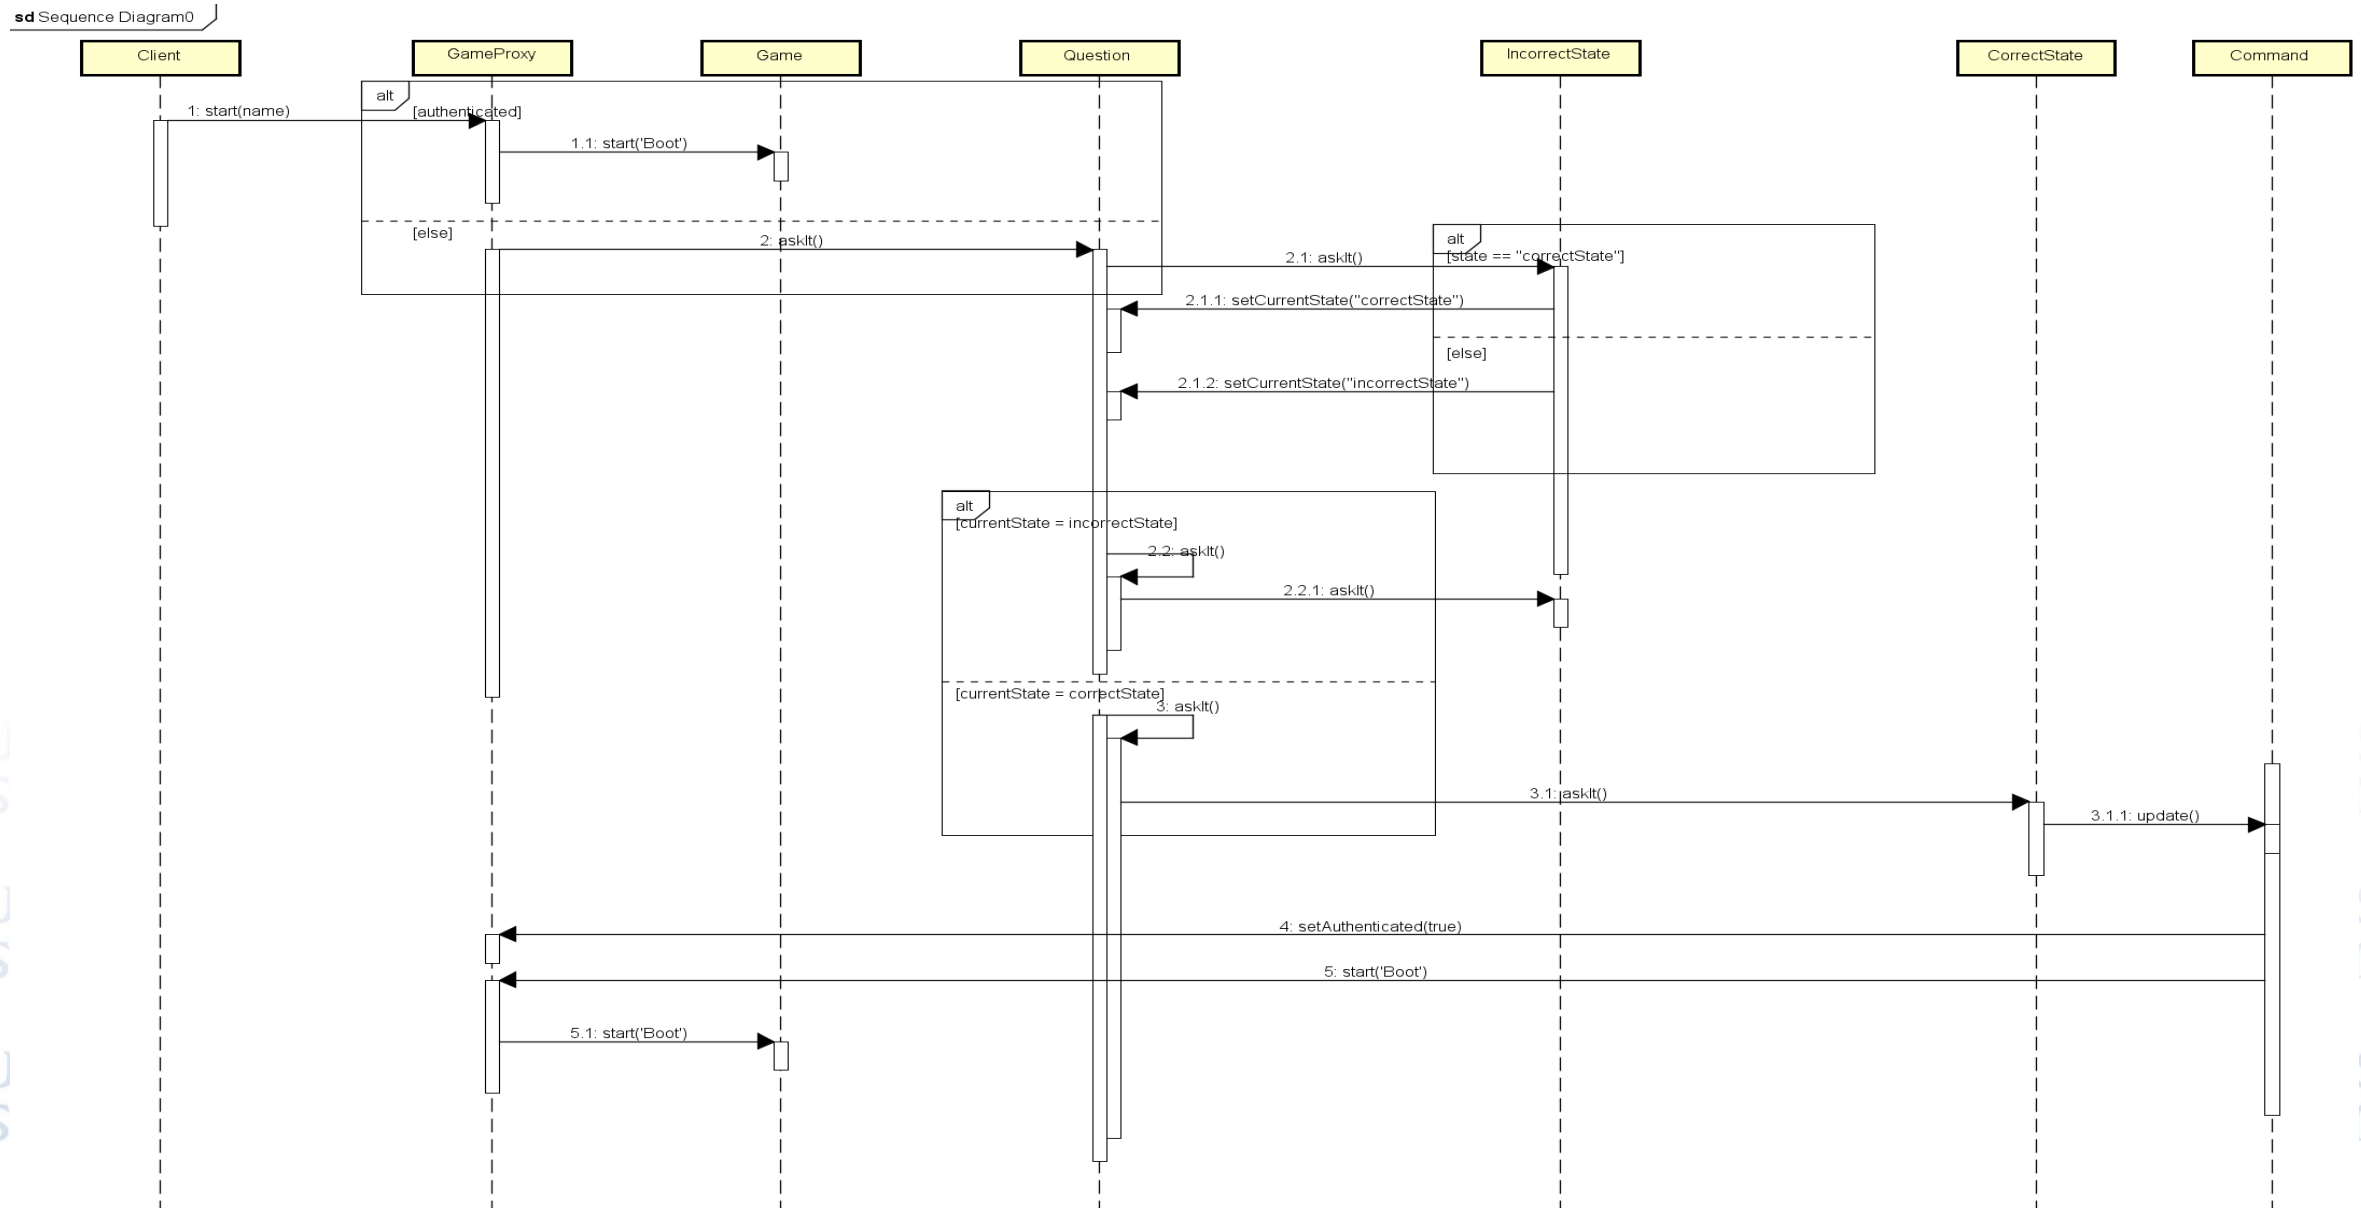 sd Sequence Diagram0
Client
GameProxy
Game
Question
IncorrectState
CorrectState
Command
alt
1: start(name)
[authenticated]
1.1: start('Boot')
[else]
2: askIt()
alt
[state == "correctState"]
2.1: askIt()
2.1.1: setCurrentState("correctState")
[else]
2.1.2: setCurrentState("incorrectState")
alt
[currentState = incorrectState]
2.2: askIt()
2.2.1: askIt()
[currentState = correctState]
3: askIt()
3.1: askIt()
3.1.1: update()
4: setAuthenticated(true)
5: start('Boot')
5.1: start('Boot')